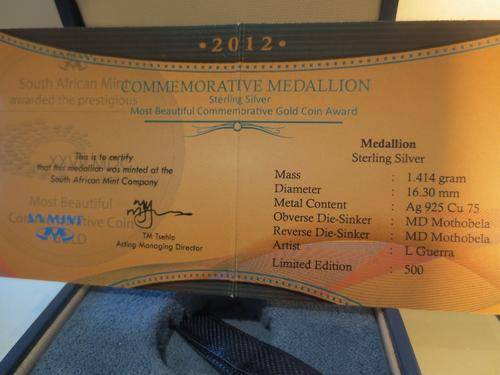 • 2012 •
COMMEMORATIVE MEDALLION
Sterling Silver
Most Beautiful Commemorative Gold Coin Award
South African Mint
awarded the prestigious
This is to certify
that this medallion was minted at the
South African Mint Company
Most Beautiful
SA MINT
TM Tsehlo
Acting Managing Director
Medallion
Sterling Silver
Mass : 1.414 gram
Diameter : 16.30 mm
Metal Content : Ag 925 Cu 75
Obverse Die-Sinker : MD Mothobela
Reverse Die-Sinker : MD Mothobela
Artist : L Guerra
Limited Edition : 500